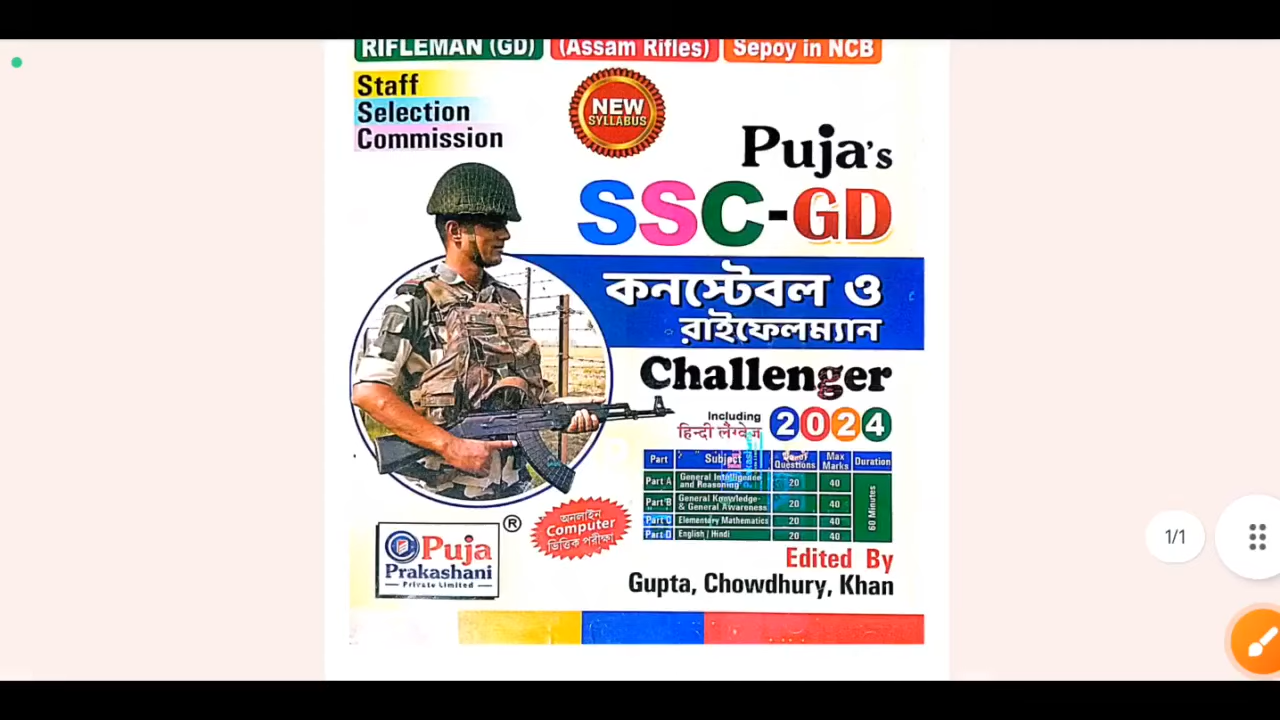 RIFLEMAN (GD) (Assam Rifles) Sepoy in NCB
Staff
Selection
Commission
NEW
SYLLABUS
Puja's
SSC-GD
কনস্টেবল ও
রাইফেলম্যান
Challenger
Including
हिन्दी लैंग्वेज
2024
Part Subject Questions Max Marks Duration
Part A General Intelligence and Reasoning 20 40 60 Minutes
Part B General Knowledge & General Awareness 20 40
Part C Elementary Mathematics 20 40
Part D English | Hindi 20 40
অনলাইন
Computer
ভিত্তিক পরীক্ষা
®
Puja
Prakashani
Private Limited
Edited By
Gupta, Chowdhury, Khan
1/1